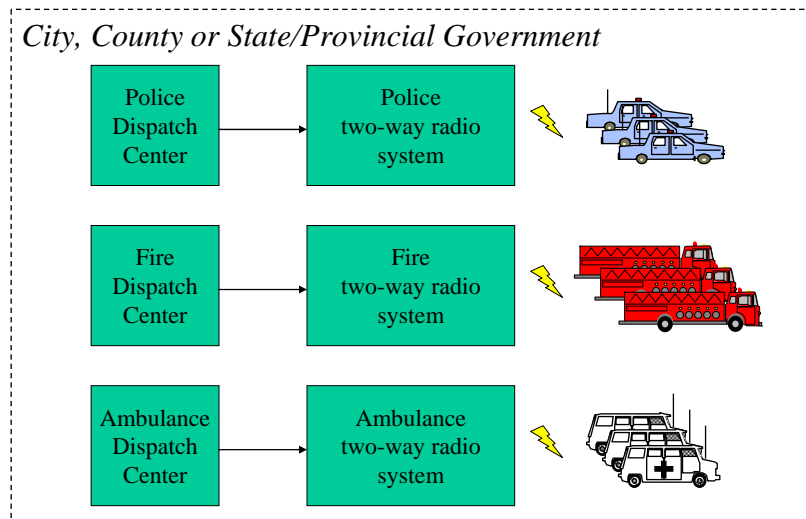 City, County or State/Provincial Government
Police
Dispatch
Center
Police
two-way radio
system
Fire
Dispatch
Center
Fire
two-way radio
system
Ambulance
Dispatch
Center
Ambulance
two-way radio
system